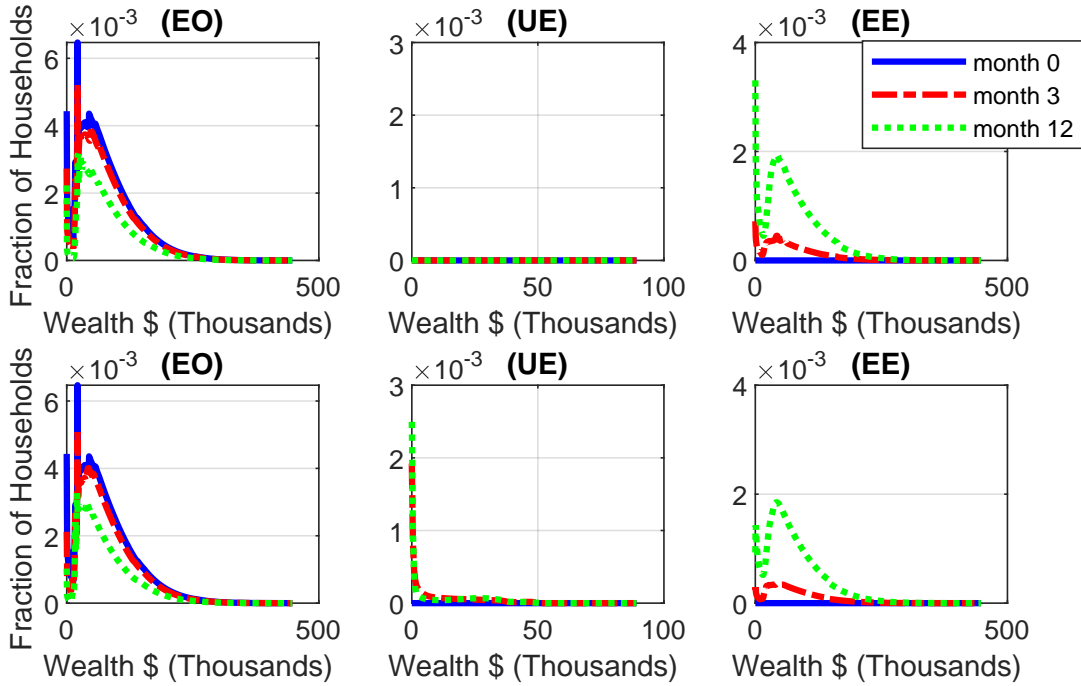 ×10-3 (EO)
6
4
2
0
0 500
Fraction of Households
Wealth $ (Thousands)
×10-3 (UE)
3
2
1
0
0 50 100
Wealth $ (Thousands)
×10-3 (EE)
4
2
0
0 500
Wealth $ (Thousands)
month 0
month 3
month 12
×10-3 (EO)
6
4
2
0
0 500
Fraction of Households
Wealth $ (Thousands)
×10-3 (UE)
3
2
1
0
0 50 100
Wealth $ (Thousands)
×10-3 (EE)
4
2
0
0 500
Wealth $ (Thousands)